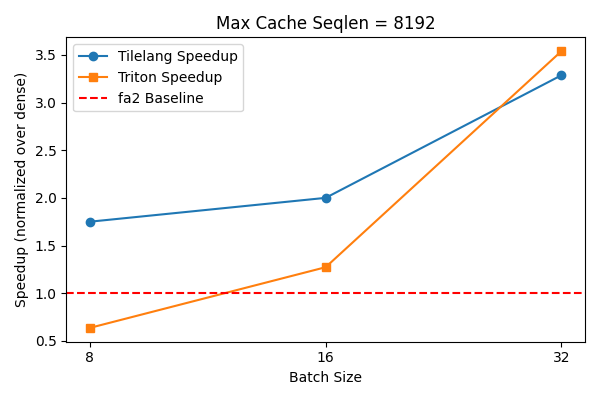 Max Cache Seqlen = 8192
Tilelang Speedup
Triton Speedup
fa2 Baseline
Speedup (normalized over dense)
3.5
3.0
2.5
2.0
1.5
1.0
0.5
8
16
32
Batch Size